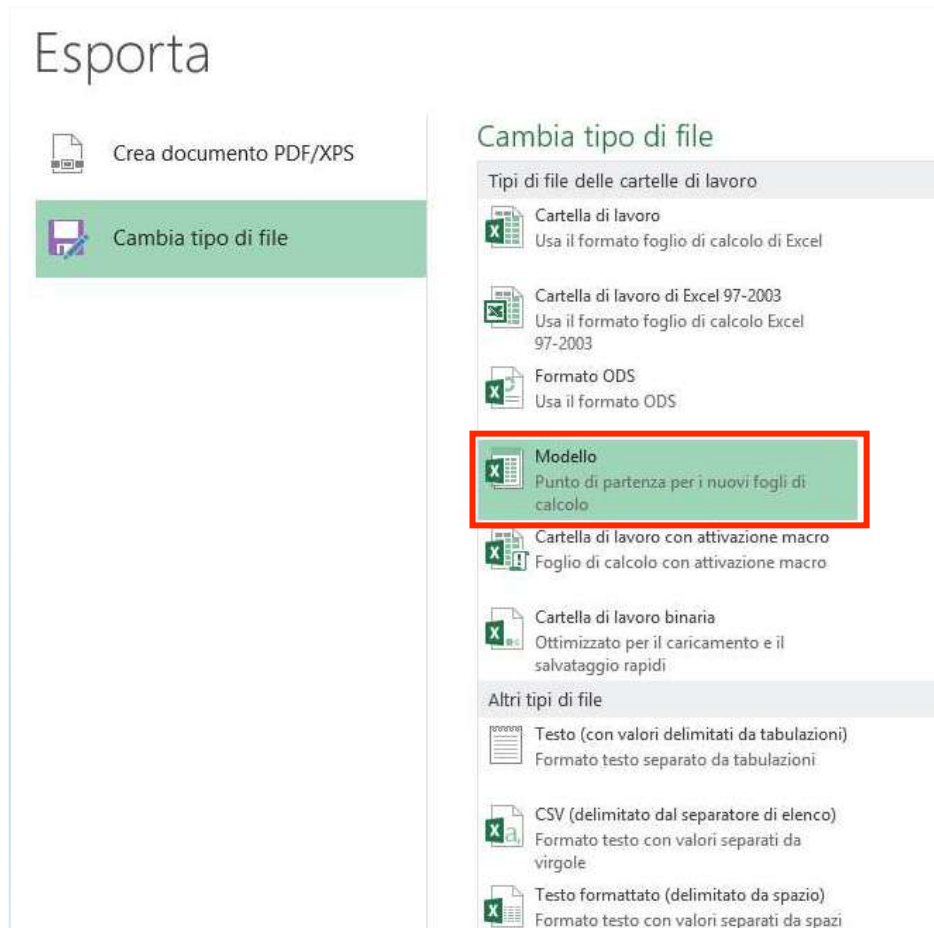 Esporta
Crea documento PDF/XPS
Cambia tipo di file
Cambia tipo di file
Tipi di file delle cartelle di lavoro
Cartella di lavoro
Usa il formato foglio di calcolo di Excel
Cartella di lavoro di Excel 97-2003
Usa il formato foglio di calcolo Excel
97-2003
Formato ODS
Usa il formato ODS
Modello
Punto di partenza per i nuovi fogli di
calcolo
Cartella di lavoro con attivazione macro
Foglio di calcolo con attivazione macro
Cartella di lavoro binaria
Ottimizzato per il caricamento e il
salvataggio rapidi
Altri tipi di file
Testo (con valori delimitati da tabulazioni)
Formato testo separato da tabulazioni
CSV (delimitato dal separatore di elenco)
Formato testo con valori separati da
virgole
Testo formattato (delimitato da spazio)
Formato testo con valori separati da spazi